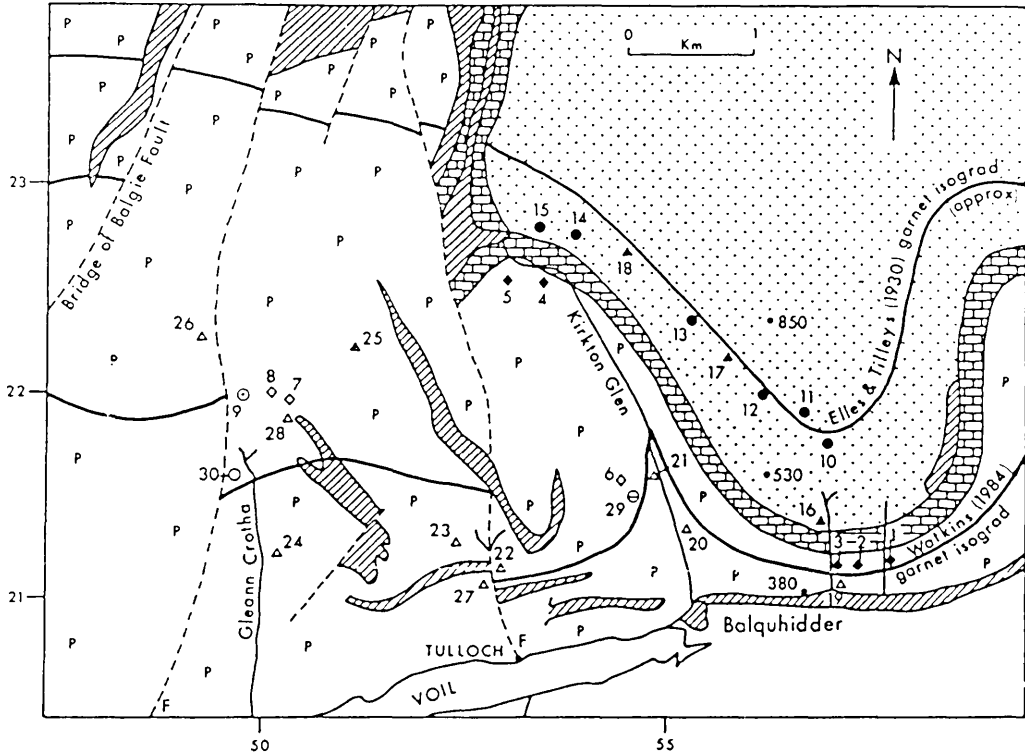 P P P P
0 1
Km
P P P P
N
P
23
Bridge of Balgie Fault
P P P P
15 14
18
Elles & Tilley's (1930) garnet isograd
(approx)
P P
5 4
Kirkton Glen
P P
26 25
13 850
P
17
22
8 7
9
P P P
12 11
28
10
30
6
29
21
530
P P P
P
16
Watkins (1984)
garnet isograd
24 23 22
20
3 2 1
P P P
27
380 19
21
Gleann Crotha
Balquhidder
P P P P
F
TULLOCH
VOIL
P P
F
50 55